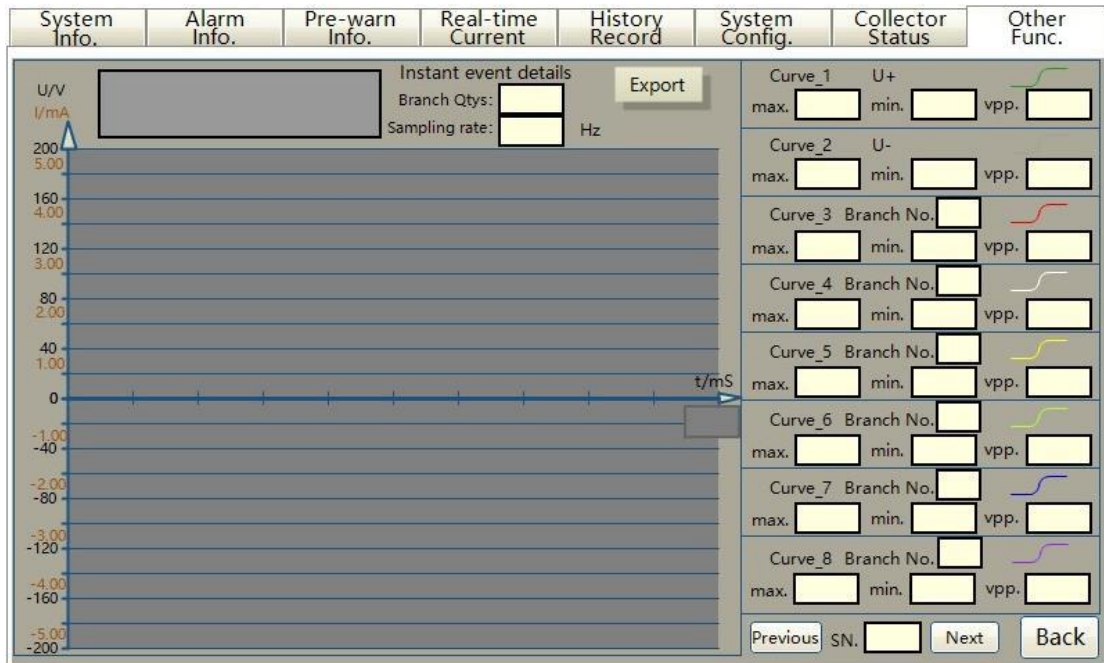 System Info.
Alarm Info.
Pre-warn Info.
Real-time Current
History Record
System Config.
Collector Status
Other Func.
U/V
I/mA
Instant event details
Branch Qtys:
Sampling rate: Hz
Export
200
5.00
160
4.00
120
3.00
80
2.00
40
1.00
0
t/mS
-1.00
-40
-2.00
-80
-3.00
-120
-4.00
-160
-5.00
-200
Curve_1 U+
max. min. vpp.
Curve_2 U-
max. min. vpp.
Curve_3 Branch No.
max. min. vpp.
Curve_4 Branch No.
max. min. vpp.
Curve_5 Branch No.
max. min. vpp.
Curve_6 Branch No.
max. min. vpp.
Curve_7 Branch No.
max. min. vpp.
Curve_8 Branch No.
max. min. vpp.
Previous SN. Next Back